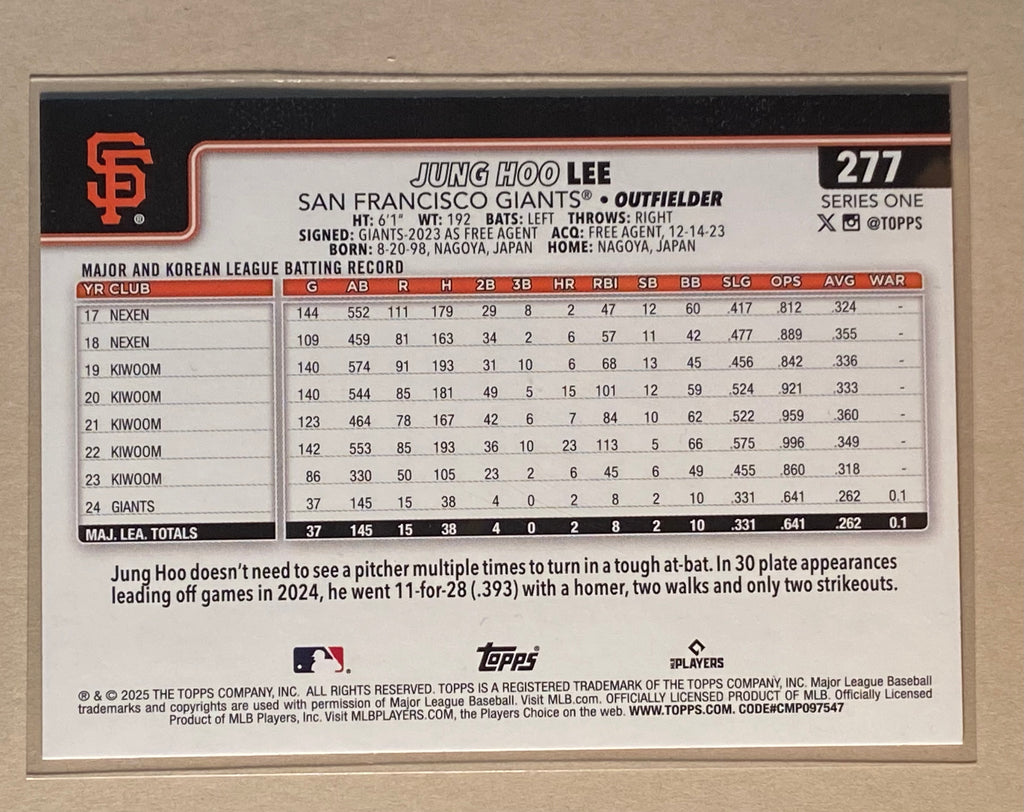 SF®
JUNG HOO LEE
277
SAN FRANCISCO GIANTS® • OUTFIELDER
SERIES ONE
HT: 6'1" WT: 192 BATS: LEFT THROWS: RIGHT
@TOPPS
SIGNED: GIANTS-2023 AS FREE AGENT ACQ: FREE AGENT, 12-14-23
BORN: 8-20-98, NAGOYA, JAPAN HOME: NAGOYA, JAPAN
MAJOR AND KOREAN LEAGUE BATTING RECORD
YR CLUB G AB R H 2B 3B HR RBI SB BB SLG OPS AVG WAR
17 NEXEN 144 552 111 179 29 8 2 47 12 60 .417 .812 .324 -
18 NEXEN 109 459 81 163 34 2 6 57 11 42 .477 .889 .355 -
19 KIWOOM 140 574 91 193 31 10 6 68 13 45 .456 .842 .336 -
20 KIWOOM 140 544 85 181 49 5 15 101 12 59 .524 .921 .333 -
21 KIWOOM 123 464 78 167 42 6 7 84 10 62 .522 .959 .360 -
22 KIWOOM 142 553 85 193 36 10 23 113 5 66 .575 .996 .349 -
23 KIWOOM 86 330 50 105 23 2 6 45 6 49 .455 .860 .318 -
24 GIANTS 37 145 15 38 4 0 2 8 2 10 .331 .641 .262 0.1
MAJ. LEA. TOTALS 37 145 15 38 4 0 2 8 2 10 .331 .641 .262 0.1
Jung Hoo doesn't need to see a pitcher multiple times to turn in a tough at-bat. In 30 plate appearances
leading off games in 2024, he went 11-for-28 (.393) with a homer, two walks and only two strikeouts.
Topps
PLAYERS
® & © 2025 THE TOPPS COMPANY, INC. ALL RIGHTS RESERVED. TOPPS IS A REGISTERED TRADEMARK OF THE TOPPS COMPANY, INC. Major League Baseball
trademarks and copyrights are used with permission of Major League Baseball. Visit MLB.com. OFFICIALLY LICENSED PRODUCT OF MLB. Officially Licensed
Product of MLB Players, Inc. Visit MLBPLAYERS.COM, the Players Choice on the web. WWW.TOPPS.COM. CODE#CMP097547